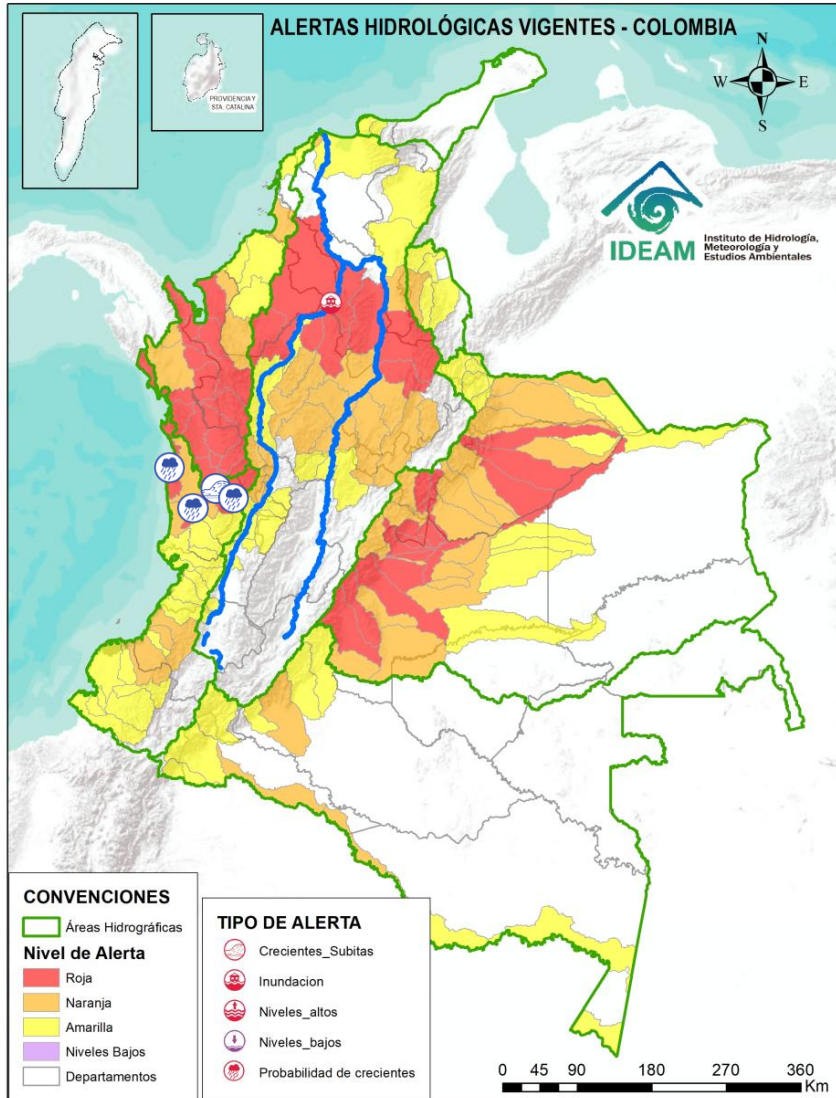 ALERTAS HIDROLÓGICAS VIGENTES - COLOMBIA
PROVIDENCIA Y
STA. CATALINA
N
W
E
S
IDEAM
Instituto de Hidrología,
Meteorología y
Estudios Ambientales
CONVENCIONES
Áreas Hidrográficas
Nivel de Alerta
Roja
Naranja
Amarilla
Niveles Bajos
Departamentos
TIPO DE ALERTA
Crecientes_Subitas
Inundacion
Niveles_altos
Niveles_bajos
Probabilidad de crecientes
0 45 90 180 270 360
Km